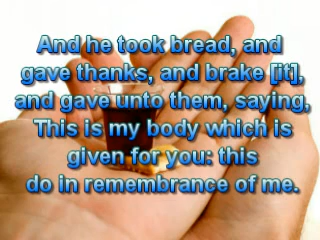 And he took bread, and
gave thanks, and brake [it],
and gave unto them, saying,
This is my body which is
given for you: this
do in remembrance of me.